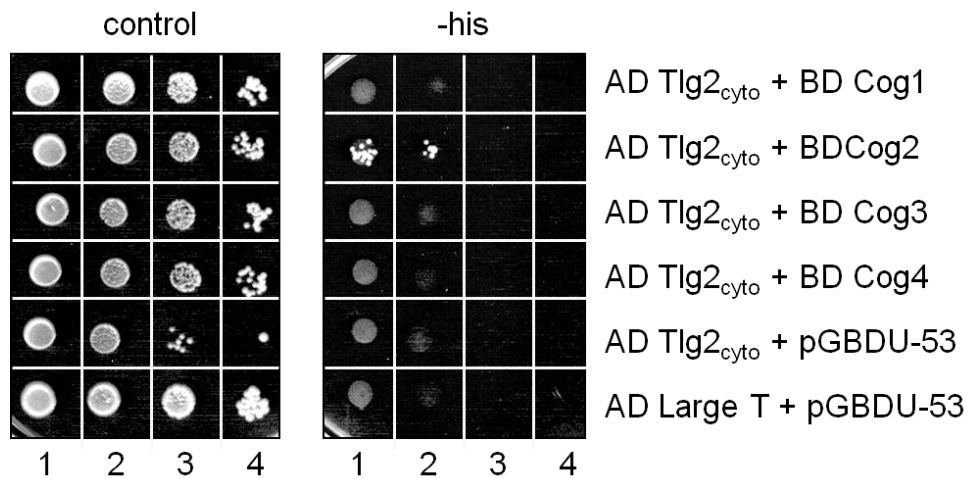 control -his
AD Tlg2cyto + BD Cog1
AD Tlg2cyto + BDCog2
AD Tlg2cyto + BD Cog3
AD Tlg2cyto + BD Cog4
AD Tlg2cyto + pGBDU-53
AD Large T + pGBDU-53
1 2 3 4 1 2 3 4